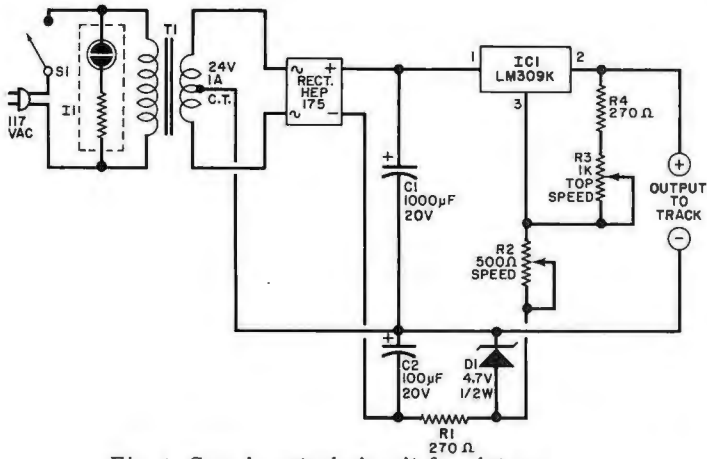 S1
117
VAC
I1
T1
24V
1A
C.T.
RECT.
HEP
175
~
~
+
−
1
IC1
LM309K
2
3
R4
270Ω
R3
1K
TOP
SPEED
+
OUTPUT
TO
TRACK
−
+
C1
1000µF
20V
R2
500Ω
SPEED
+
C2
100µF
20V
D1
4.7V
1/2W
R1
270Ω